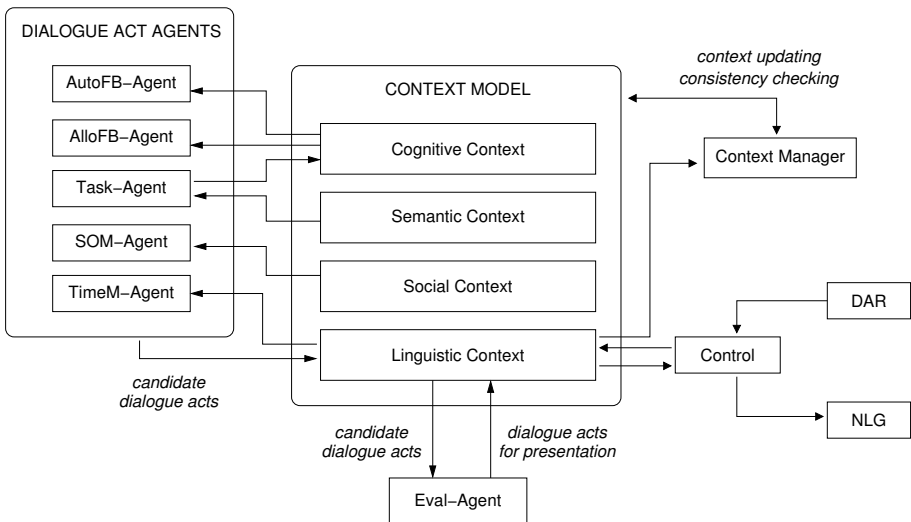 DIALOGUE ACT AGENTS
AutoFB−Agent
AlloFB−Agent
Task−Agent
SOM−Agent
TimeM−Agent
candidate
dialogue acts
CONTEXT MODEL
Cognitive Context
Semantic Context
Social Context
Linguistic Context
candidate
dialogue acts
dialogue acts
for presentation
Eval−Agent
context updating
consistency checking
Context Manager
DAR
Control
NLG